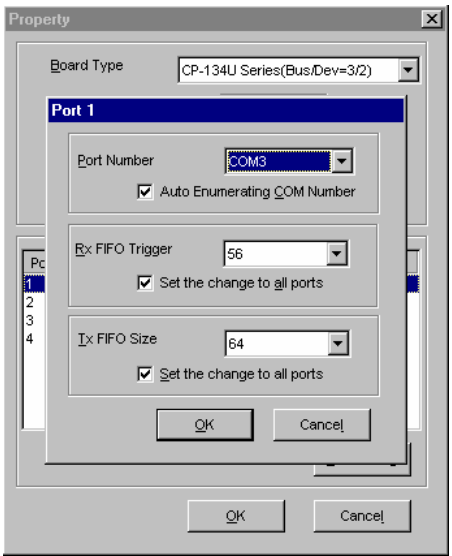 Property
Board Type
CP-134U Series(Bus/Dev=3/2)
Port 1
Port Number
COM3
Auto Enumerating COM Number
Rx FIFO Trigger
56
Set the change to all ports
Tx FIFO Size
64
Set the change to all ports
OK
Cancel
1
2
3
4
OK
Cancel